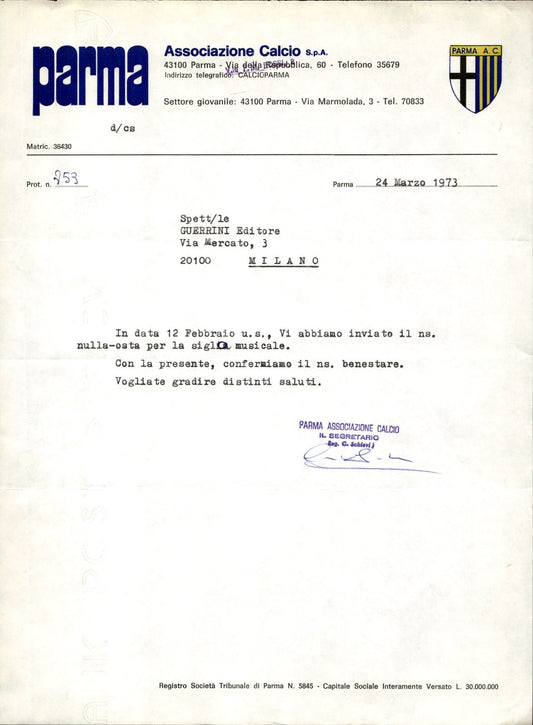 parma
Associazione Calcio S.p.A.
43100 Parma - Via della Repubblica, 60 - Telefono 35679
Indirizzo telegrafico: CALCIOPARMA
Settore giovanile: 43100 Parma - Via Marmolada, 3 - Tel. 70833
PARMA A.C.
d/cs
Matric. 36430
Prot. n. 953
Parma 24 Marzo 1973
Spett/le
GUERRINI Editore
Via Mercato, 3
20100 MILANO
In data 12 Febbraio u.s., Vi abbiamo inviato il ns.
nulla-osta per la sigla musicale.
Con la presente, confermiamo il ns. benestare.
Vogliate gradire distinti saluti.
PARMA ASSOCIAZIONE CALCIO
IL SEGRETARIO
Rag. C. Schiavi
Registro Società Tribunale di Parma N. 5845 - Capitale Sociale Interamente Versato L. 30.000.000